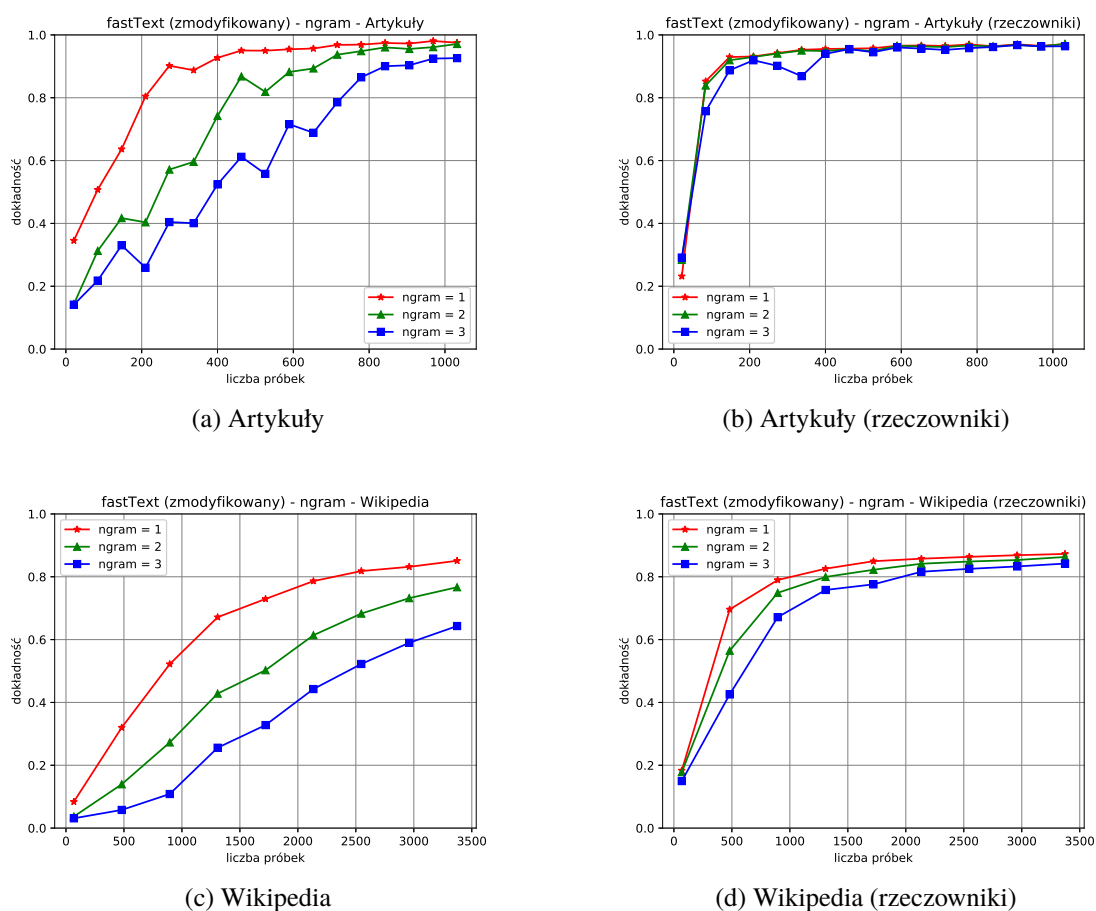 fastText (zmodyfikowany) - ngram - Artykuły
1.0
0.8
0.6
0.4
0.2
0.0
dokładność
0
200
400
600
800
1000
liczba próbek
ngram = 1
ngram = 2
ngram = 3
(a) Artykuły
fastText (zmodyfikowany) - ngram - Artykuły (rzeczowniki)
1.0
0.8
0.6
0.4
0.2
0.0
dokładność
0
200
400
600
800
1000
liczba próbek
ngram = 1
ngram = 2
ngram = 3
(b) Artykuły (rzeczowniki)
fastText (zmodyfikowany) - ngram - Wikipedia
1.0
0.8
0.6
0.4
0.2
0.0
dokładność
0
500
1000
1500
2000
2500
3000
3500
liczba próbek
ngram = 1
ngram = 2
ngram = 3
(c) Wikipedia
fastText (zmodyfikowany) - ngram - Wikipedia (rzeczowniki)
1.0
0.8
0.6
0.4
0.2
0.0
dokładność
0
500
1000
1500
2000
2500
3000
3500
liczba próbek
ngram = 1
ngram = 2
ngram = 3
(d) Wikipedia (rzeczowniki)